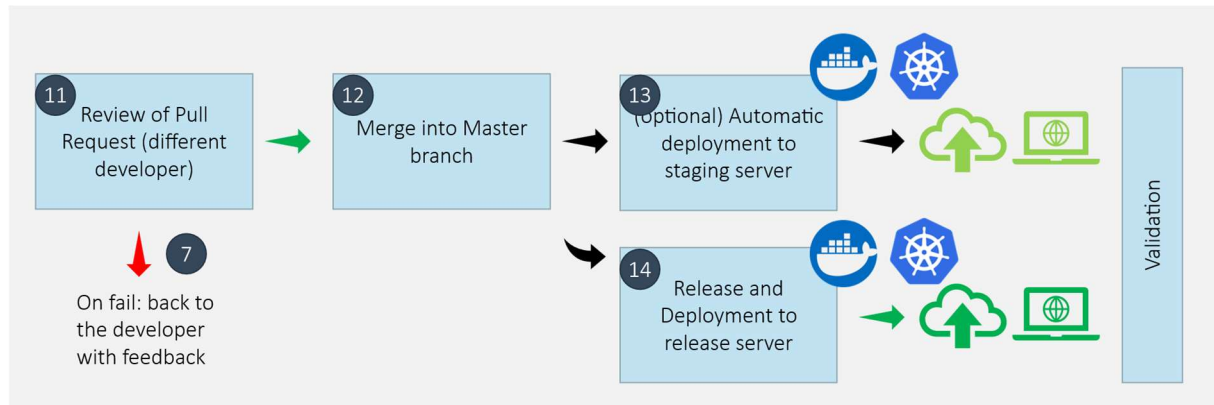 11
Review of Pull
Request (different
developer)
7
On fail: back to
the developer
with feedback
12
Merge into Master
branch
13
(optional) Automatic
deployment to
staging server
14
Release and
Deployment to
release server
Validation